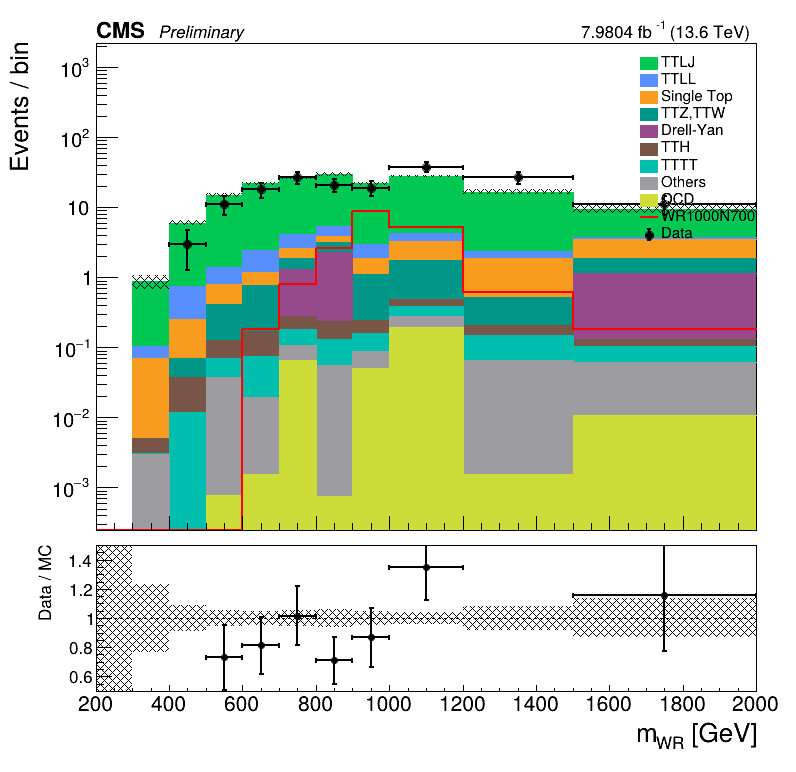 CMS Preliminary 7.9804 fb⁻¹ (13.6 TeV)
Events / bin
10³
10²
10
1
10⁻¹
10⁻²
10⁻³
TTLJ
TTLL
Single Top
TTZ,TTW
Drell-Yan
TTH
TTTT
Others
QCD
WR1000N700
Data
Data / MC
1.4
1.2
1.0
0.8
0.6
200 400 600 800 1000 1200 1400 1600 1800 2000
m_WR [GeV]